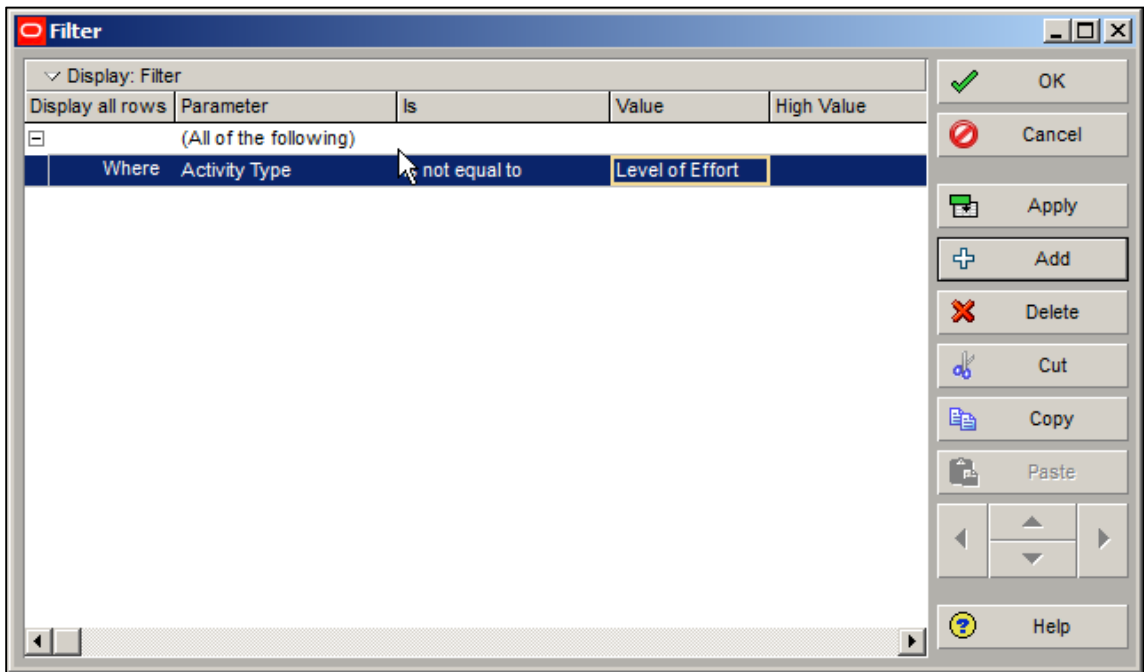 Filter
Display: Filter
Display all rows Parameter Is Value High Value
(All of the following)
Where Activity Type not equal to Level of Effort
OK
Cancel
Apply
Add
Delete
Cut
Copy
Paste
Help